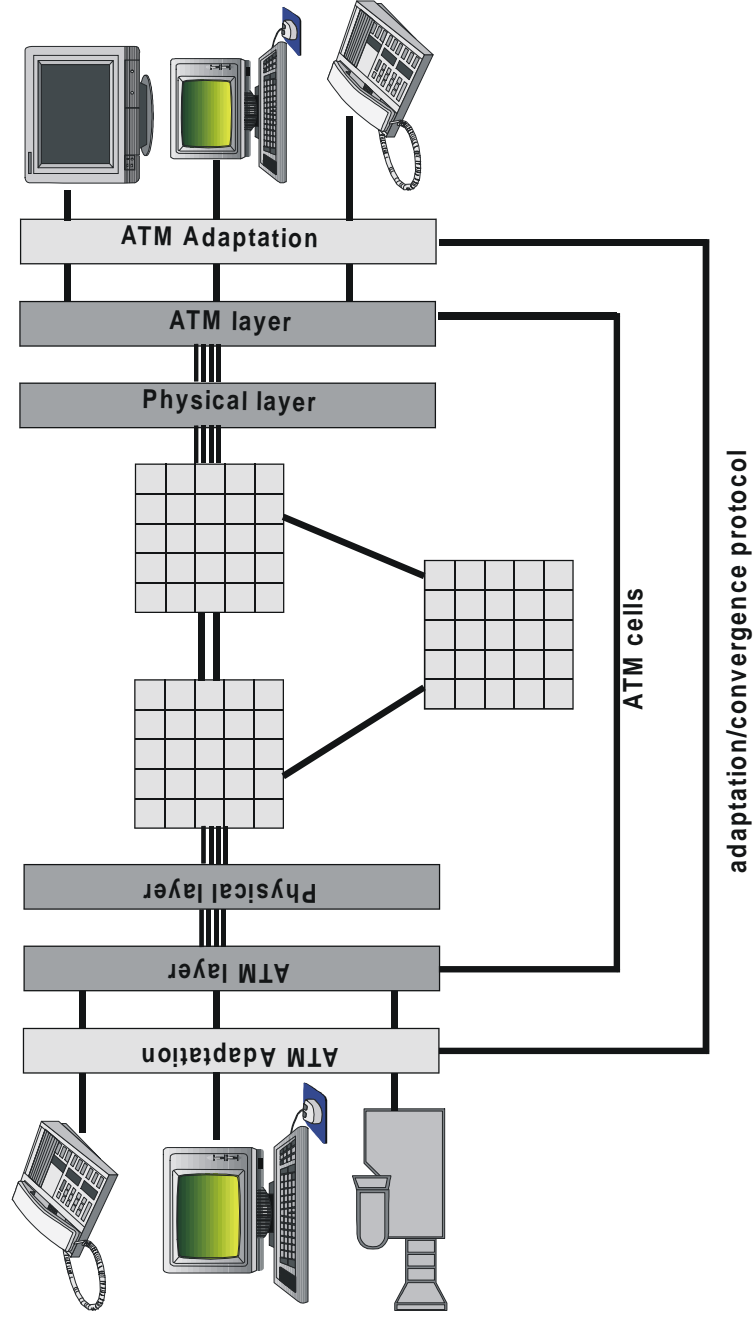 ATM Adaptation
ATM layer
Physical layer
ATM cells
adaptation/convergence protocol
Physical layer
ATM layer
ATM Adaptation